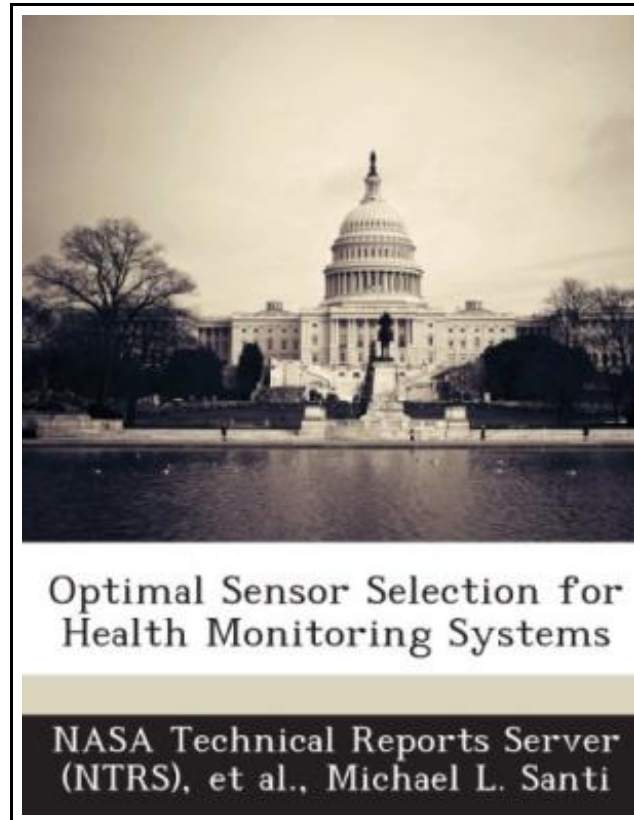 Optimal Sensor Selection for
Health Monitoring Systems
NASA Technical Reports Server
(NTRS), et al., Michael L. Santi